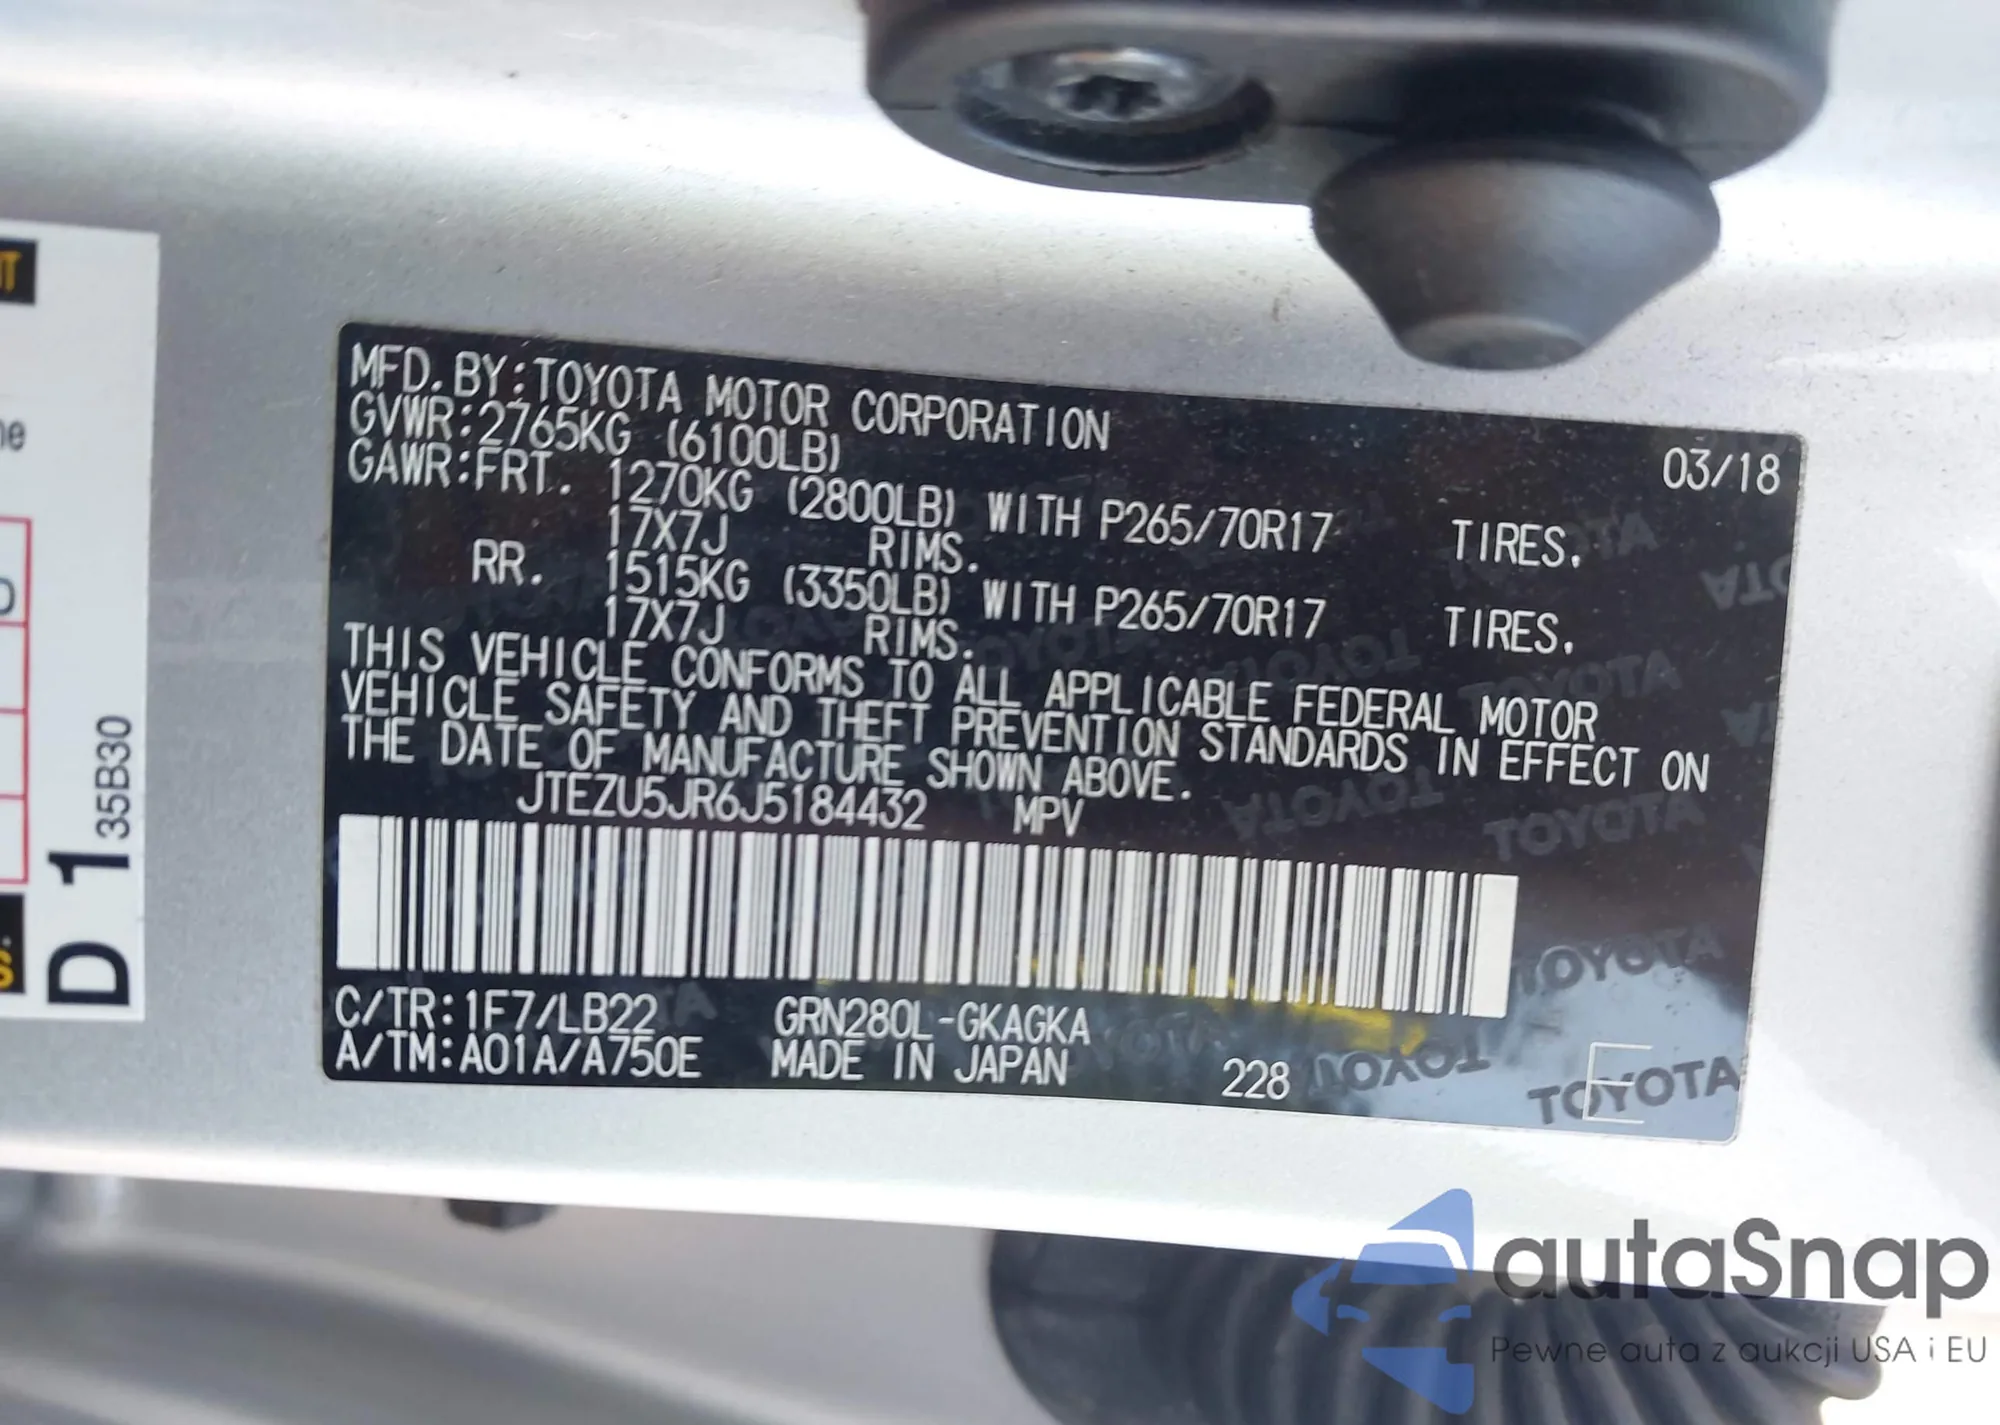 MFD. BY:TOYOTA MOTOR CORPORATION 03/18
GVWR:2765KG (6100LB)
GAWR:FRT. 1270KG (2800LB) WITH P265/70R17 TIRES.
17X7J RIMS.
RR. 1515KG (3350LB) WITH P265/70R17 TIRES.
17X7J RIMS.
THIS VEHICLE CONFORMS TO ALL APPLICABLE FEDERAL MOTOR
VEHICLE SAFETY AND THEFT PREVENTION STANDARDS IN EFFECT ON
THE DATE OF MANUFACTURE SHOWN ABOVE.
JTEZU5JR6J5184432 MPV
C/TR:1F7/LB22 GRN280L-GKAGKA
A/TM:A01A/A750E MADE IN JAPAN 228 E
TOYOTA
D 1 35B30
autaSnap
Pewne auta z aukcji USA i EU